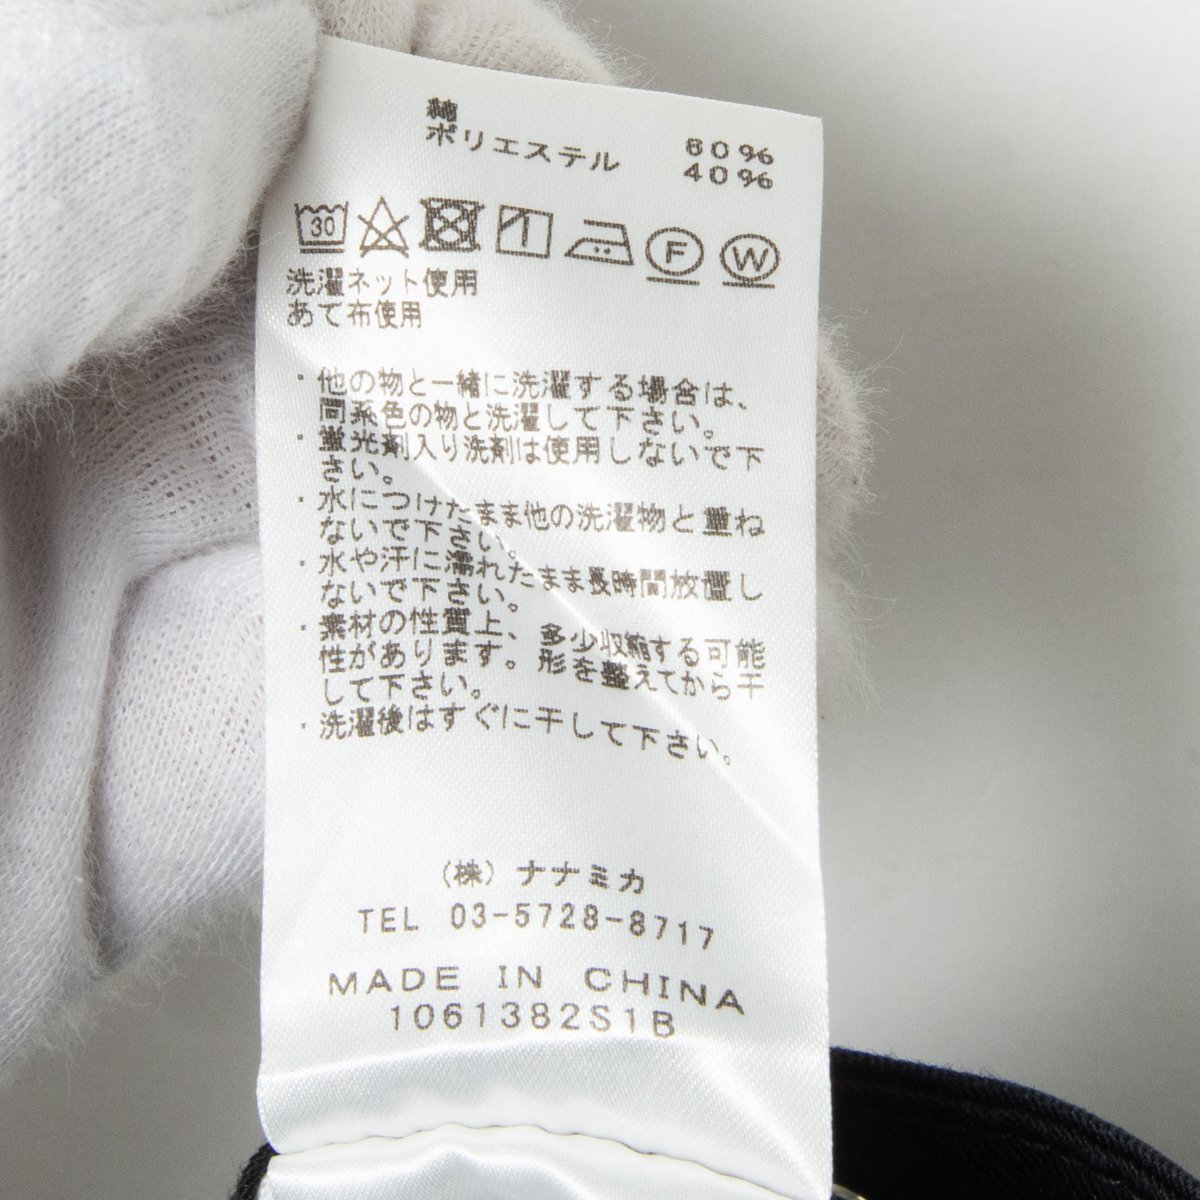 綿 60%
ポリエステル 40%
30 F W
洗濯ネット使用
あて布使用
・他の物と一緒に洗濯する場合は、
同系色の物と洗濯して下さい。
・蛍光剤入り洗剤は使用しないで下
さい。
・水につけたまま他の洗濯物と重ね
ないで下さい。
・水や汗に濡れたまま長時間放置し
ないで下さい。
・素材の性質上、多少収縮する可能
性があります。形を整えてから干
して下さい。
・洗濯後はすぐに干して下さい。
(株)ナナミカ
TEL 03-5728-8717
MADE IN CHINA
1061382S1B